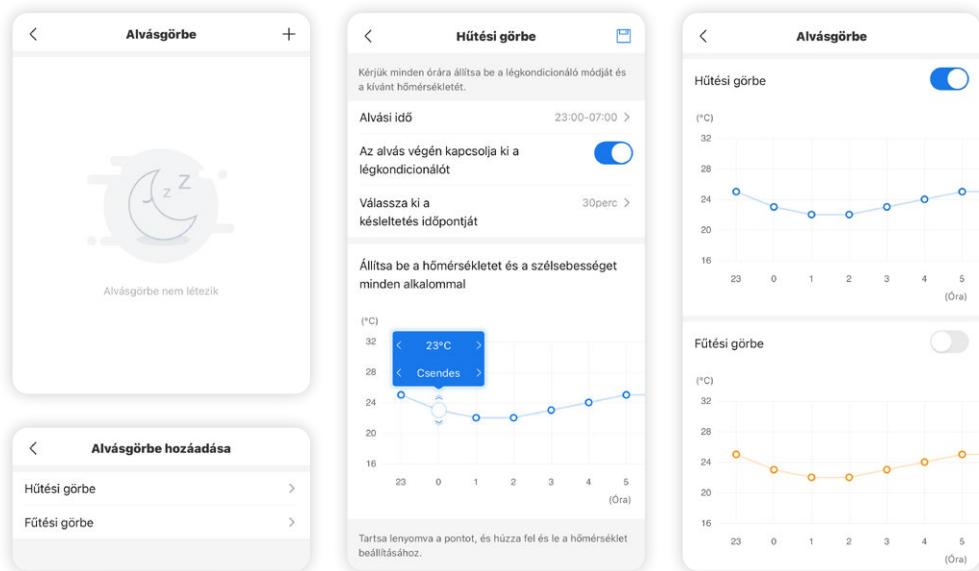 Alvásgörbe
z Z
Alvásgörbe nem létezik
Alvásgörbe hozáadása
Hűtési görbe
Fűtési görbe
Hűtési görbe
Kérjük minden órára állítsa be a légkondicionáló módját és
a kívánt hőmérsékletét.
Alvási idő 23:00-07:00
Az alvás végén kapcsolja ki a
légkondicionálót
Válassza ki a 30perc
késleltetés időpontját
Állítsa be a hőmérsékletet és a szélsebességet
minden alkalommal
(°C)
32
23°C
28
Csendes
24
20
16
23 0 1 2 3 4 5
(Óra)
Tartsa lenyomva a pontot, és húzza fel és le a hőmérséklet
beállításához.
Alvásgörbe
Hűtési görbe
(°C)
32
28
24
20
16
23 0 1 2 3 4 5
(Óra)
Fűtési görbe
(°C)
32
28
24
20
16
23 0 1 2 3 4 5
(Óra)